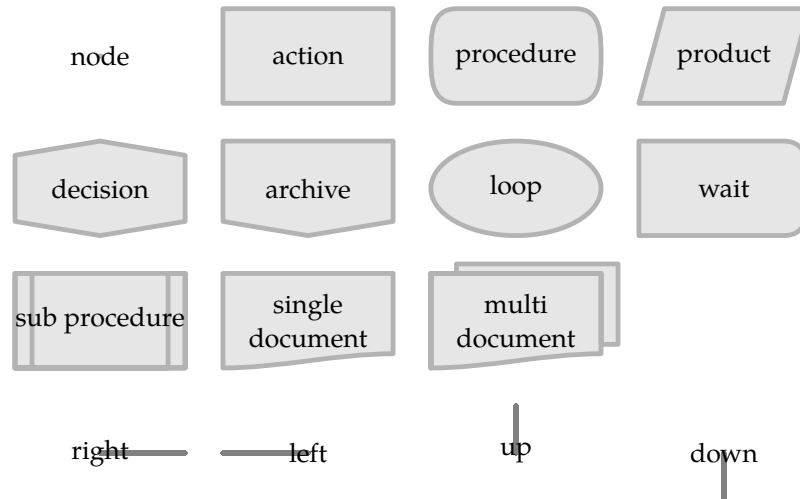 node
action
procedure
product
decision
archive
loop
wait
sub procedure
single
document
multi
document
right
left
up
down